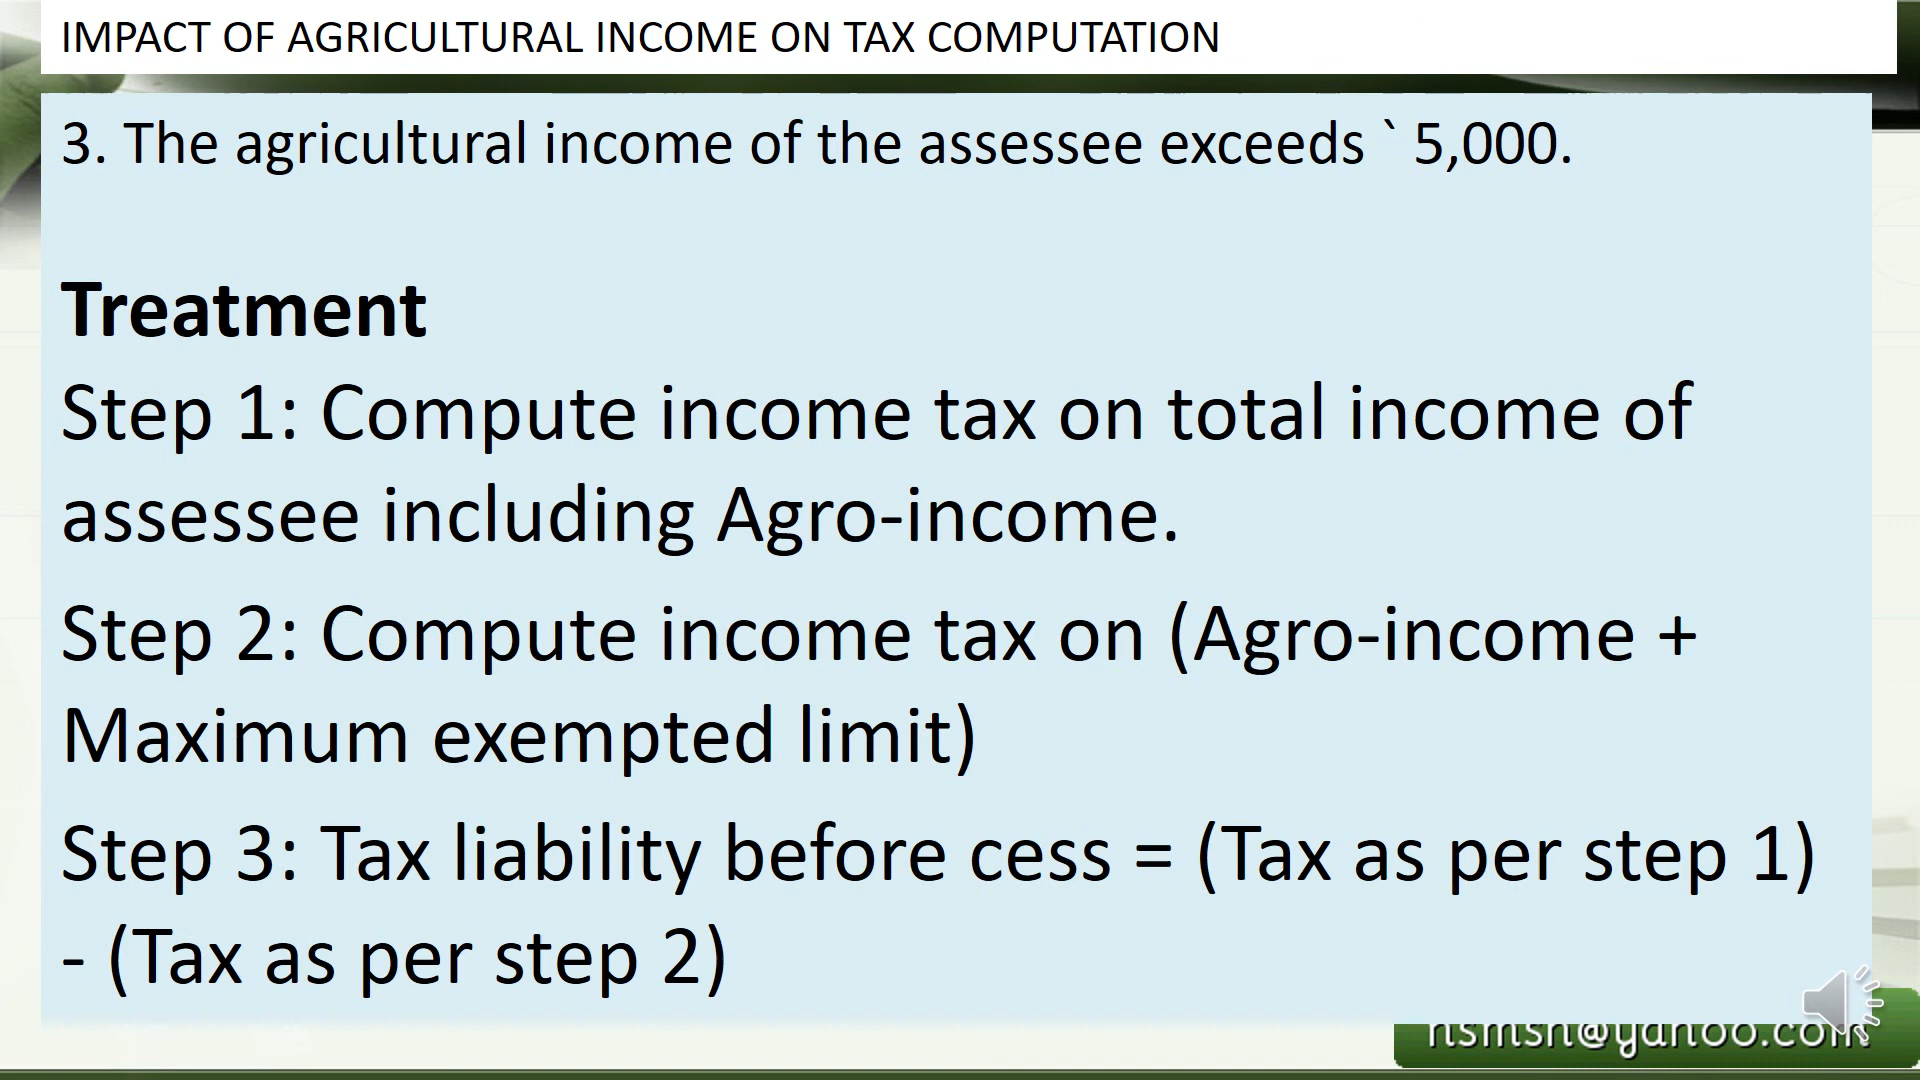 IMPACT OF AGRICULTURAL INCOME ON TAX COMPUTATION
3. The agricultural income of the assessee exceeds ` 5,000.
Treatment
Step 1: Compute income tax on total income of
assessee including Agro-income.
Step 2: Compute income tax on (Agro-income +
Maximum exempted limit)
Step 3: Tax liability before cess = (Tax as per step 1)
- (Tax as per step 2)